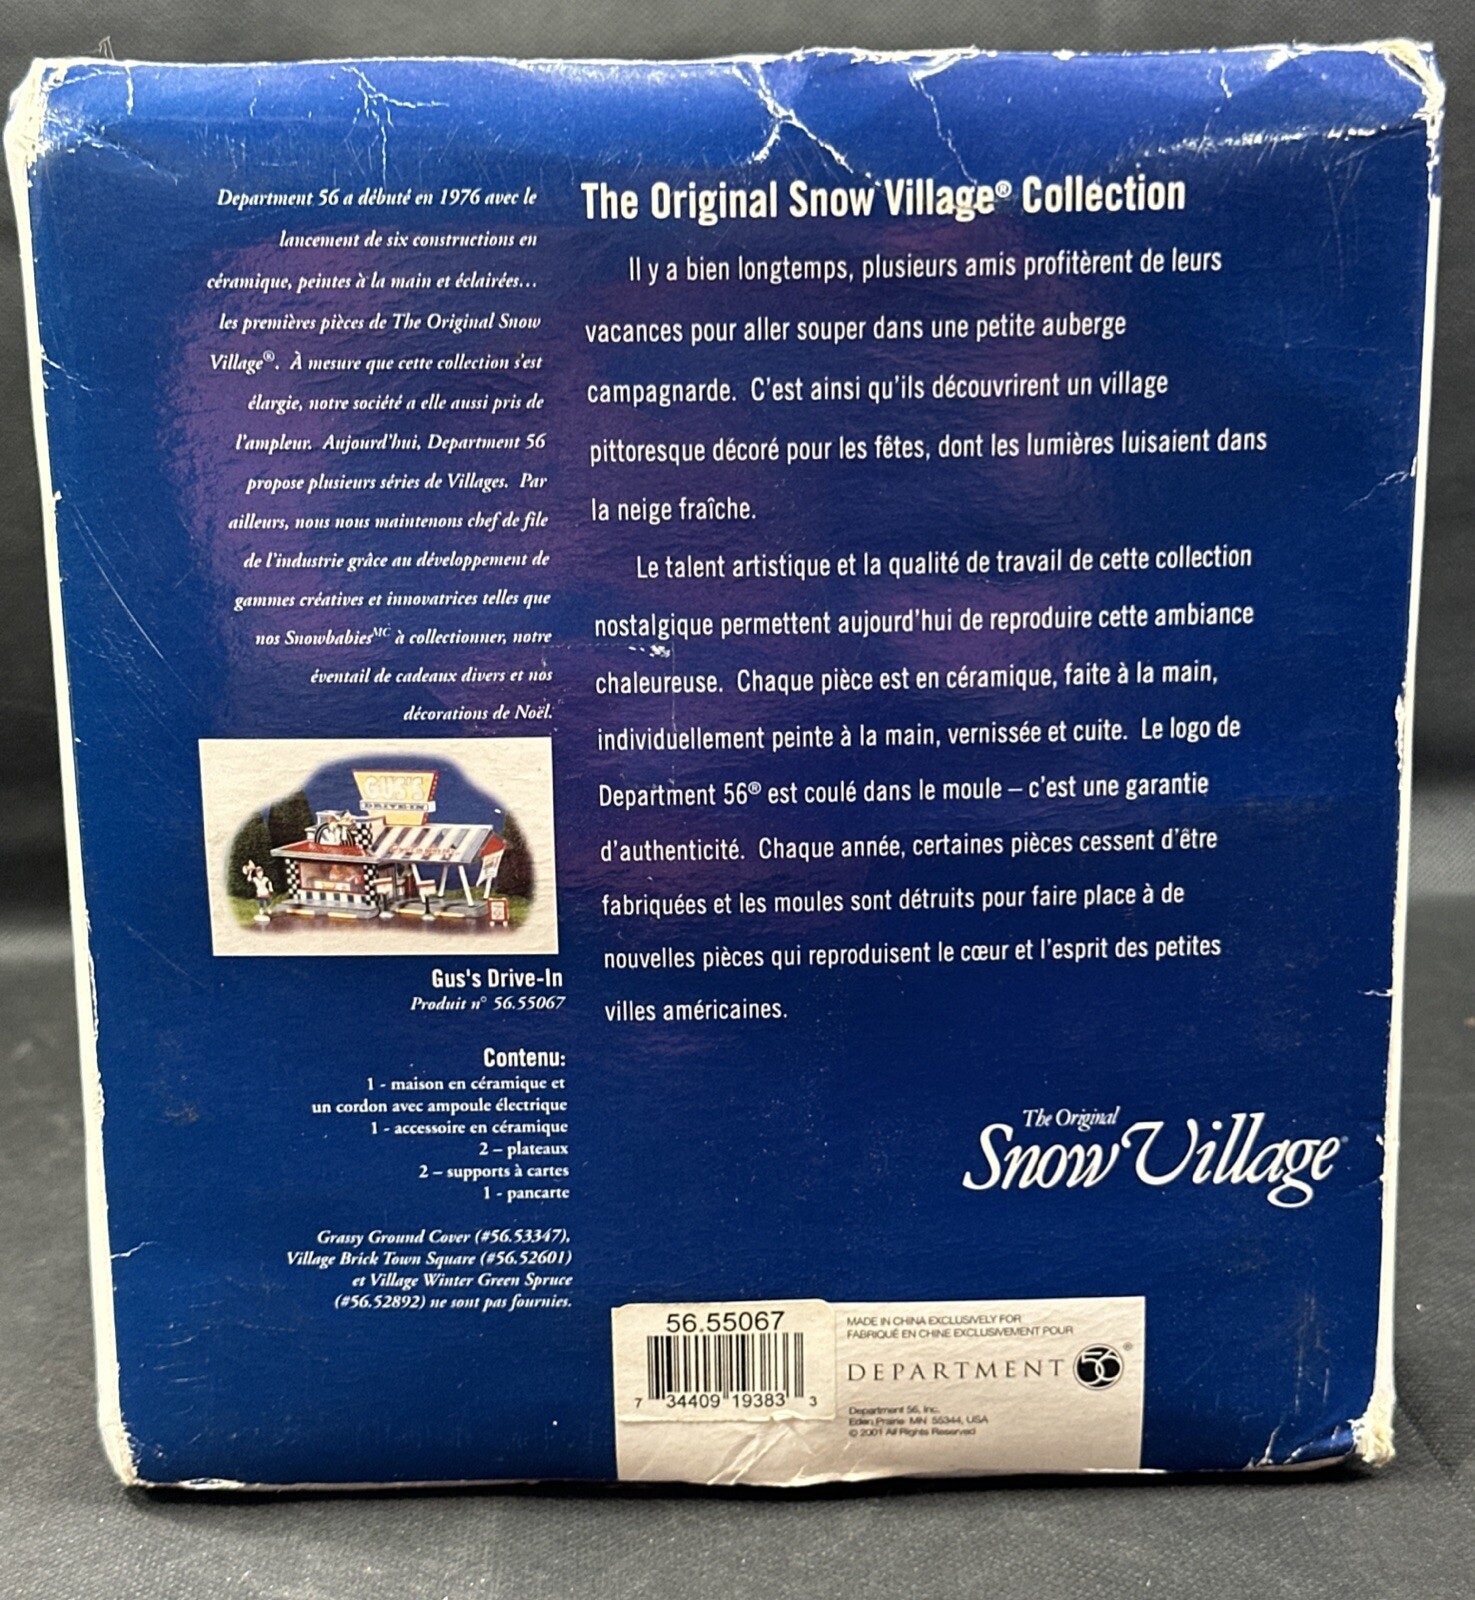 Department 56 a débuté en 1976 avec le
lancement de six constructions en
céramique, peintes à la main et éclairées...
les premières pièces de The Original Snow
Village®. À mesure que cette collection s'est
élargie, notre société a elle aussi pris de
l'ampleur. Aujourd'hui, Department 56
propose plusieurs séries de Villages. Par
ailleurs, nous nous maintenons chef de file
de l'industrie grâce au développement de
gammes créatives et innovatrices telles que
nos Snowbabies MC à collectionner, notre
éventail de cadeaux divers et nos
décorations de Noël.
GUS'S
DRIVE-IN
Gus's Drive-In
Produit n° 56.55067
Contenu:
1 - maison en céramique et
un cordon avec ampoule électrique
1 - accessoire en céramique
2 – plateaux
2 – supports à cartes
1 - pancarte
Grassy Ground Cover (#56.53347),
Village Brick Town Square (#56.52601)
et Village Winter Green Spruce
(#56.52892) ne sont pas fournies.
The Original Snow Village® Collection
Il y a bien longtemps, plusieurs amis profitèrent de leurs
vacances pour aller souper dans une petite auberge
campagnarde. C'est ainsi qu'ils découvrirent un village
pittoresque décoré pour les fêtes, dont les lumières luisaient dans
la neige fraîche.
Le talent artistique et la qualité de travail de cette collection
nostalgique permettent aujourd'hui de reproduire cette ambiance
chaleureuse. Chaque pièce est en céramique, faite à la main,
individuellement peinte à la main, vernissée et cuite. Le logo de
Department 56® est coulé dans le moule – c'est une garantie
d'authenticité. Chaque année, certaines pièces cessent d'être
fabriquées et les moules sont détruits pour faire place à de
nouvelles pièces qui reproduisent le cœur et l'esprit des petites
villes américaines.
The Original
Snow Village
56.55067
7 34409 19383 3
MADE IN CHINA EXCLUSIVELY FOR
FABRIQUÉ EN CHINE EXCLUSIVEMENT POUR
DEPARTMENT 56®
Department 56, Inc.
Eden Prairie MN 55344, USA
© 2001 All Rights Reserved